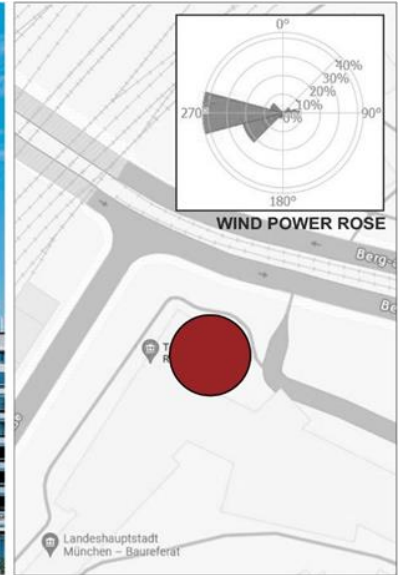 0°
40%
30%
20%
10%
0%
270°
90°
180°
WIND POWER ROSE
Berg-
Be
T
R
Landeshauptstadt
München – Baureferat